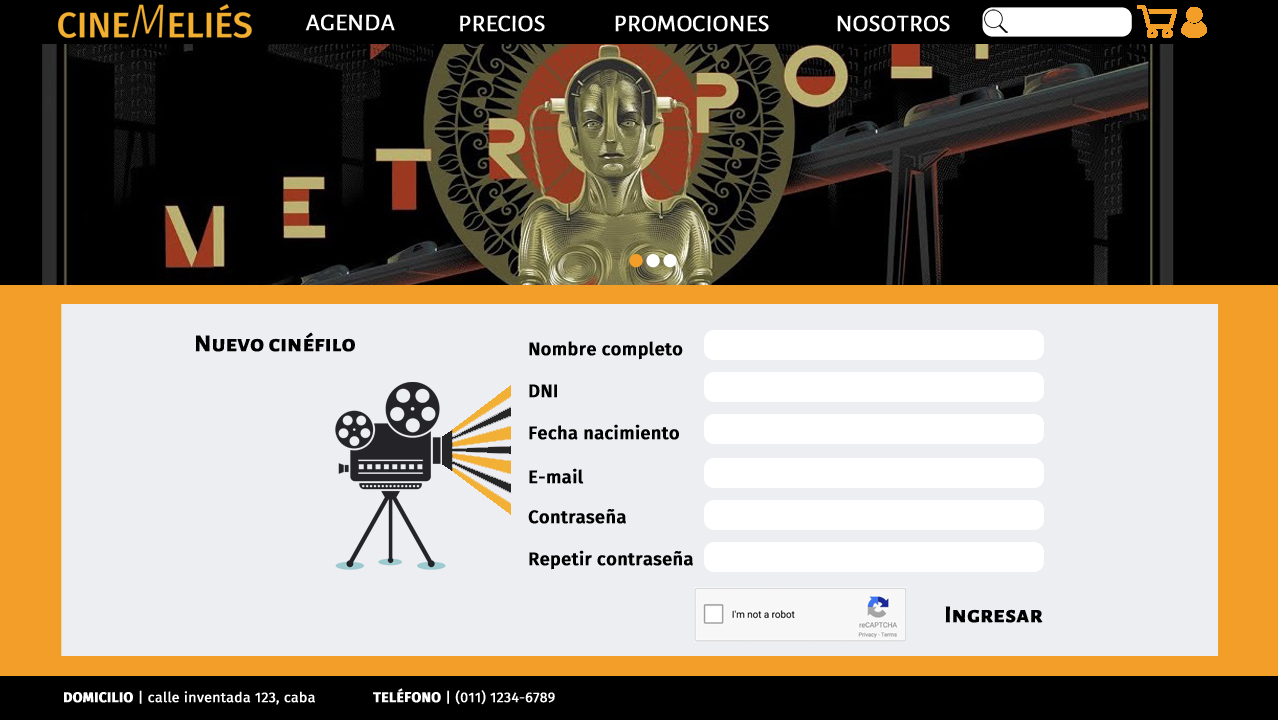 CINEMELIÉS AGENDA PRECIOS PROMOCIONES NOSOTROS
METROPOLI
NUEVO CINÉFILO
Nombre completo
DNI
Fecha nacimiento
E-mail
Contraseña
Repetir contraseña
I'm not a robot
reCAPTCHA
Privacy - Terms
INGRESAR
DOMICILIO | calle inventada 123, caba TELÉFONO | (011) 1234-6789